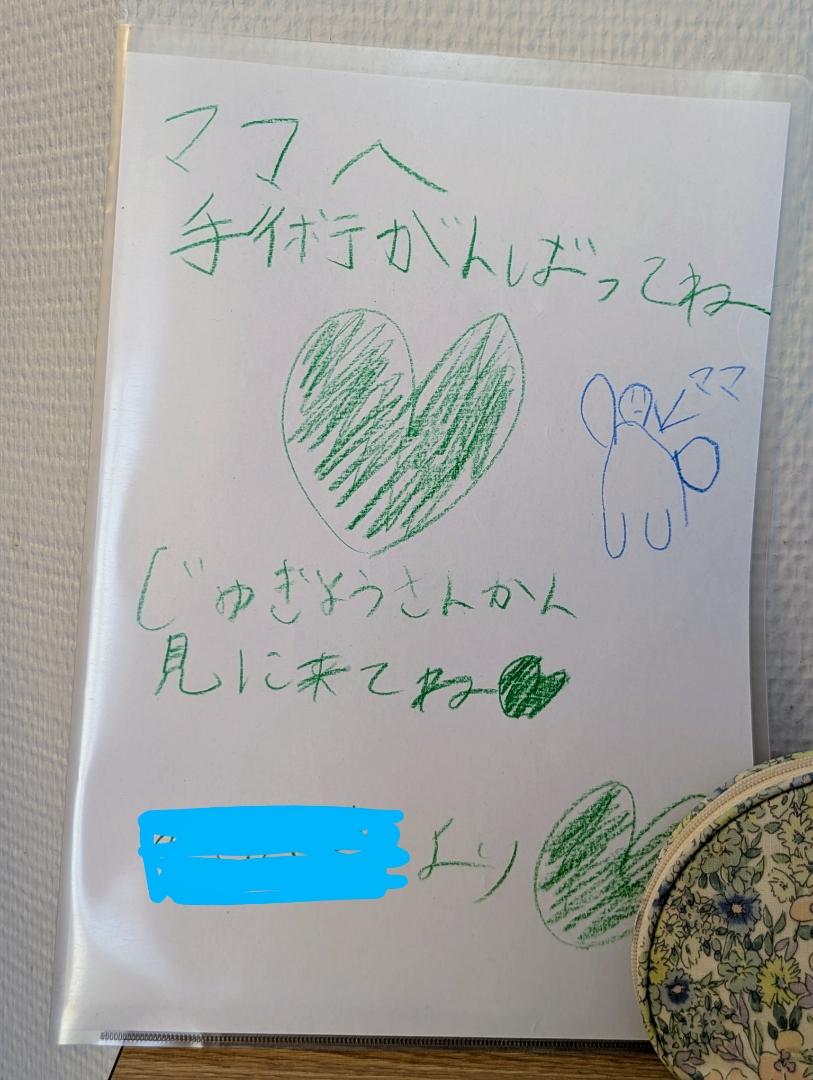 ママへ
手術がんばってね
ママ
じゅぎょうさんかん
見に来てね
より